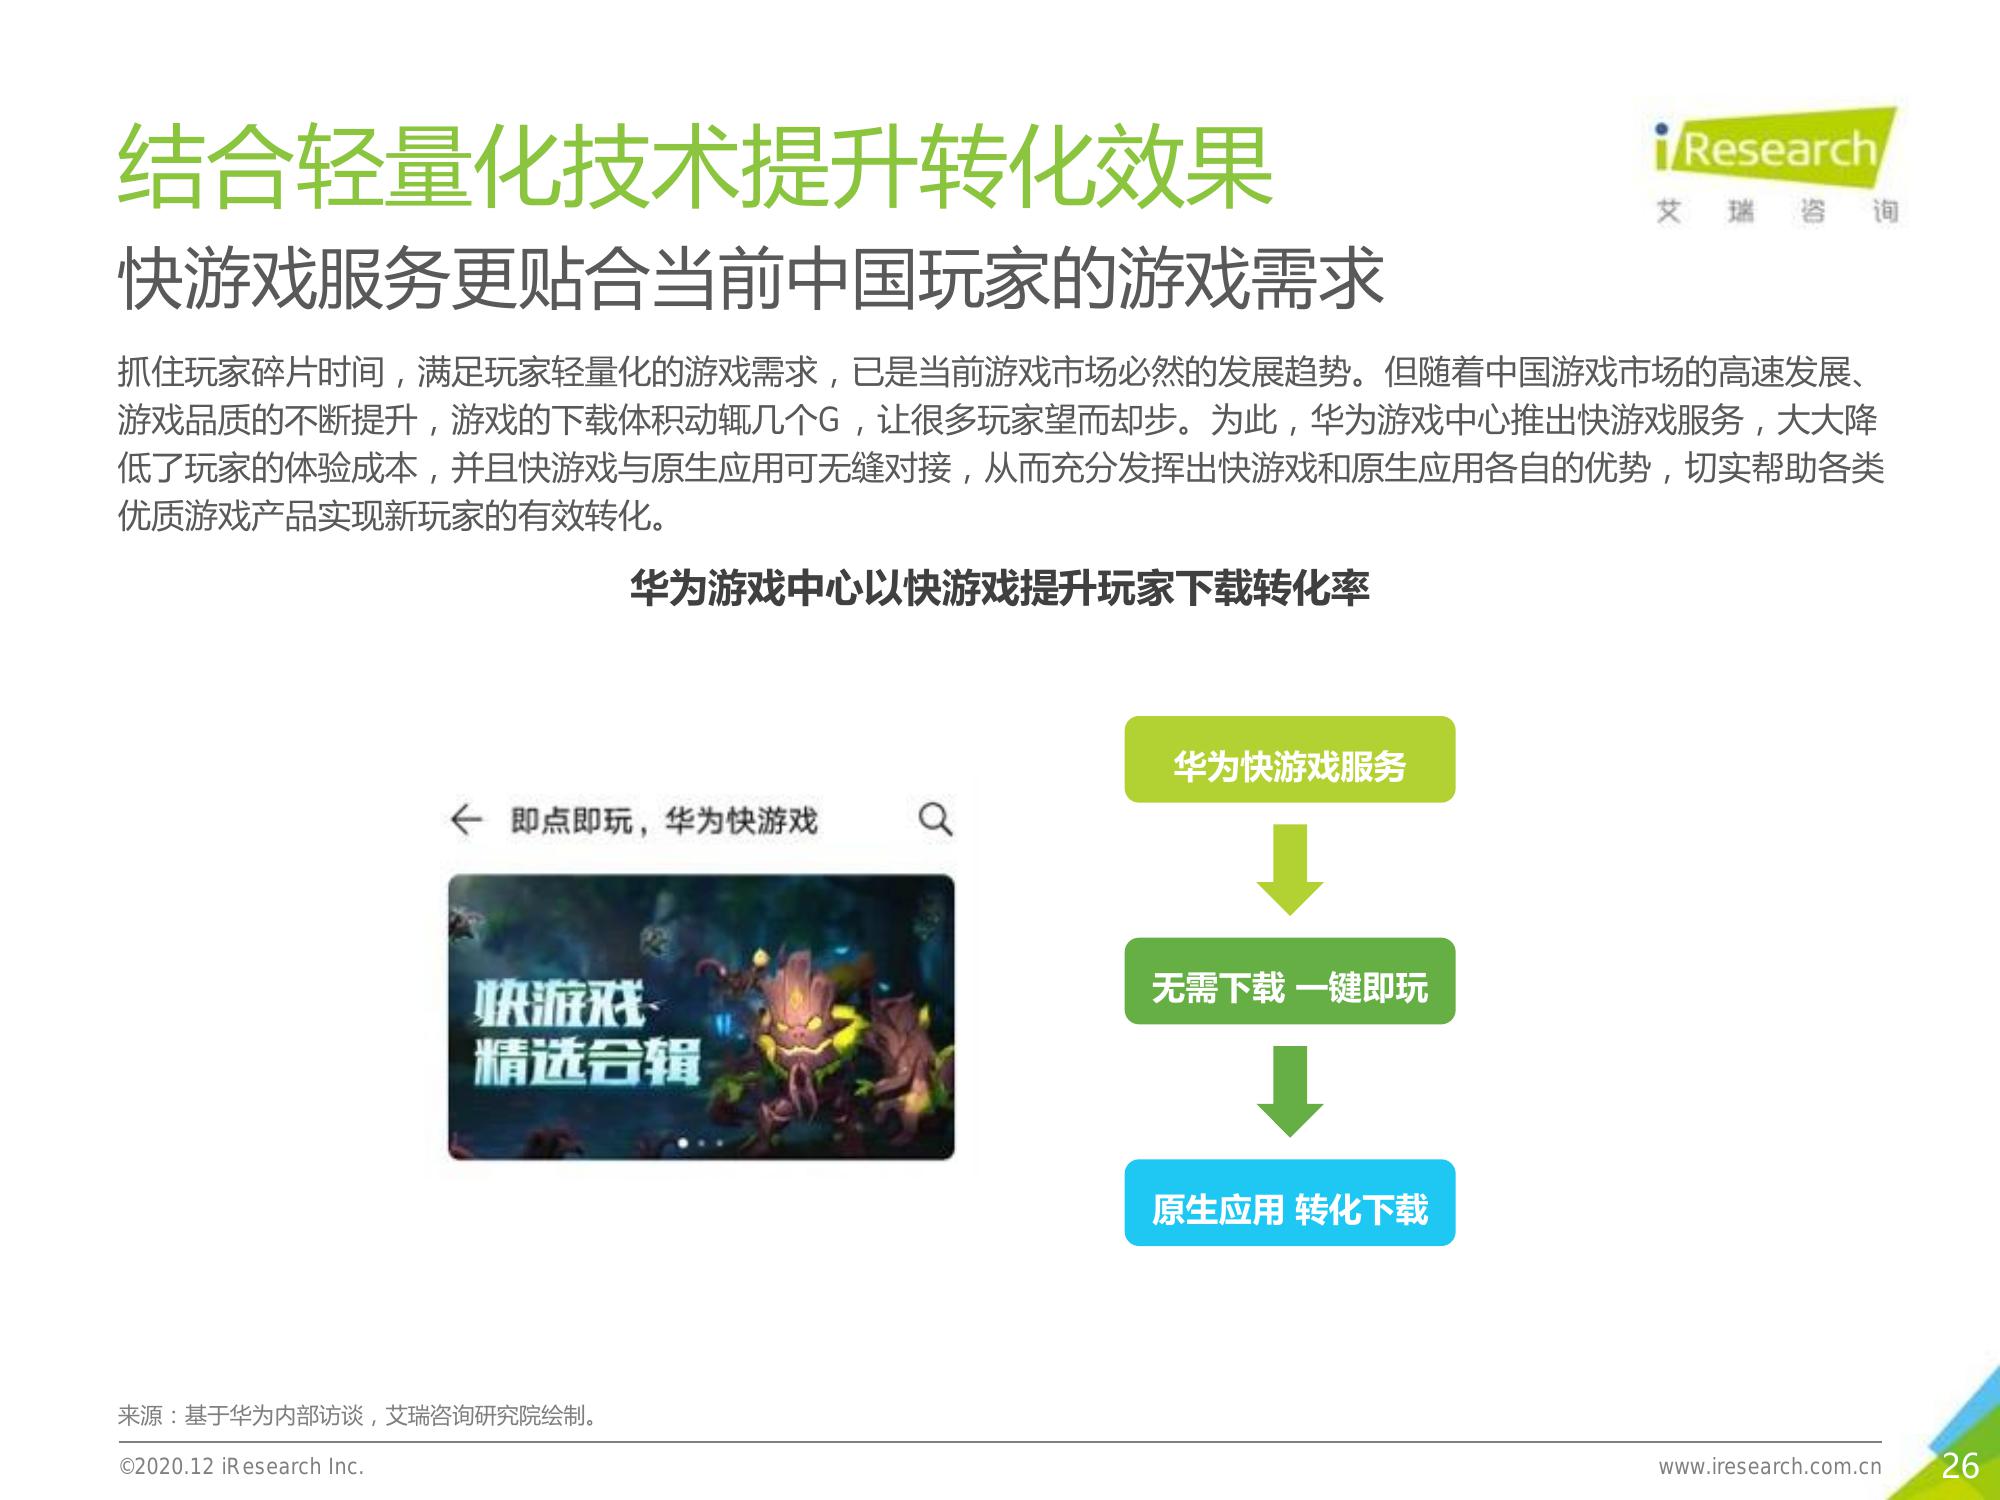 结合轻量化技术提升转化效果
iResearch
艾瑞咨询
快游戏服务更贴合当前中国玩家的游戏需求
抓住玩家碎片时间，满足玩家轻量化的游戏需求，已是当前游戏市场必然的发展趋势。但随着中国游戏市场的高速发展、
游戏品质的不断提升，游戏的下载体积动辄几个G，让很多玩家望而却步。为此，华为游戏中心推出快游戏服务，大大降
低了玩家的体验成本，并且快游戏与原生应用可无缝对接，从而充分发挥出快游戏和原生应用各自的优势，切实帮助各类
优质游戏产品实现新玩家的有效转化。
华为游戏中心以快游戏提升玩家下载转化率
即点即玩，华为快游戏
快游戏
精选合辑
华为快游戏服务
无需下载 一键即玩
原生应用 转化下载
来源：基于华为内部访谈，艾瑞咨询研究院绘制。
©2020.12 iResearch Inc.
www.iresearch.com.cn
26